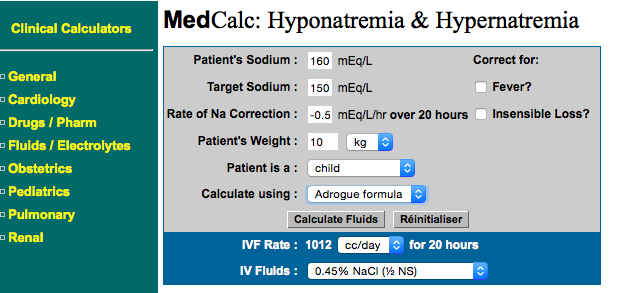 MedCalc: Hyponatremia & Hypernatremia
Clinical Calculators
General
Cardiology
Drugs / Pharm
Fluids / Electrolytes
Obstetrics
Pediatrics
Pulmonary
Renal
Patient's Sodium : 160 mEq/L Correct for:
Target Sodium : 150 mEq/L Fever?
Rate of Na Correction : -0.5 mEq/L/hr over 20 hours Insensible Loss?
Patient's Weight : 10 kg
Patient is a : child
Calculate using : Adrogue formula
Calculate Fluids Réinitialiser
IVF Rate : 1012 cc/day for 20 hours
IV Fluids : 0.45% NaCl (½ NS)